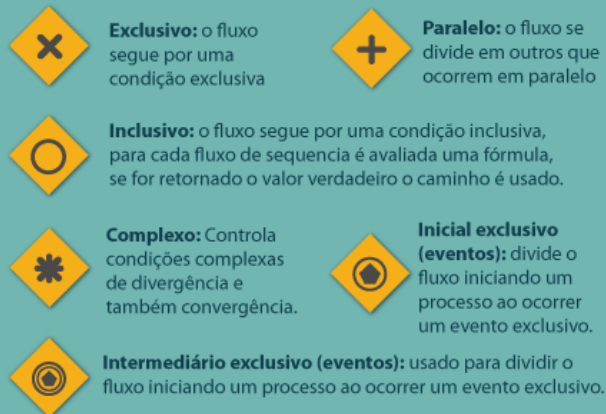 Exclusivo: o fluxo
segue por uma
condição exclusiva
Paralelo: o fluxo se
divide em outros que
ocorrem em paralelo
Inclusivo: o fluxo segue por uma condição inclusiva,
para cada fluxo de sequencia é avaliada uma fórmula,
se for retornado o valor verdadeiro o caminho é usado.
Complexo: Controla
condições complexas
de divergência e
também convergência.
Inicial exclusivo
(eventos): divide o
fluxo iniciando um
processo ao ocorrer
um evento exclusivo.
Intermediário exclusivo (eventos): usado para dividir o
fluxo iniciando um processo ao ocorrer um evento exclusivo.